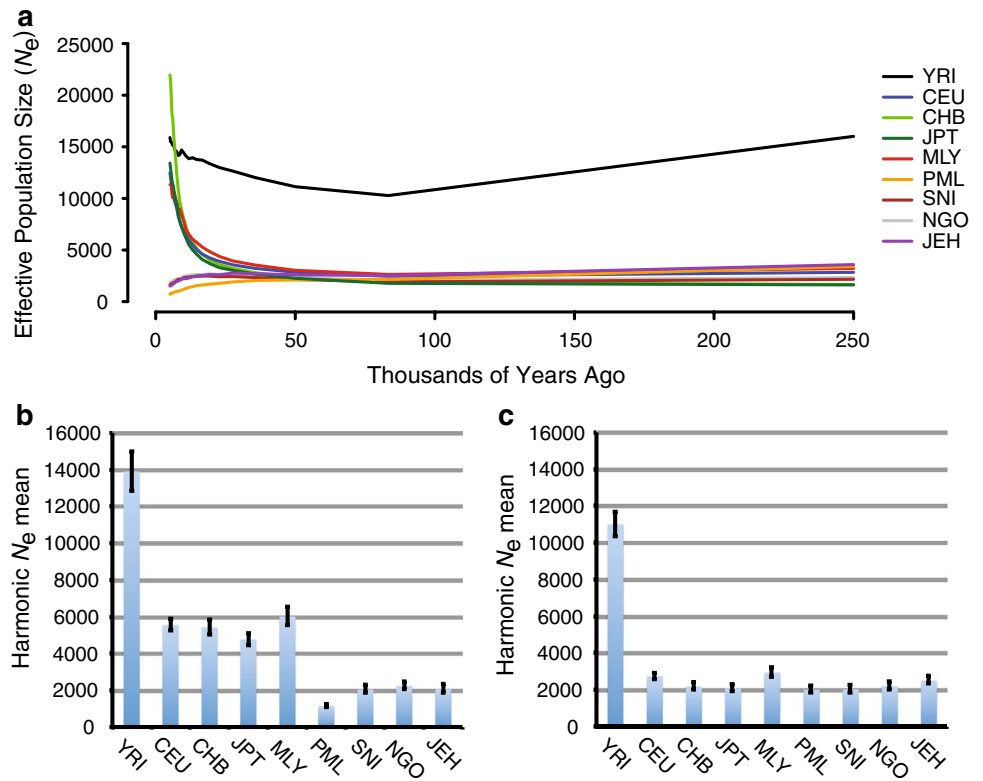 a
Effective Population Size (Ne)
25000
20000
15000
10000
5000
0
0 50 100 150 200 250
Thousands of Years Ago
YRI
CEU
CHB
JPT
MLY
PML
SNI
NGO
JEH
b
Harmonic Ne mean
16000
14000
12000
10000
8000
6000
4000
2000
0
YRI CEU CHB JPT MLY PML SNI NGO JEH
c
Harmonic Ne mean
16000
14000
12000
10000
8000
6000
4000
2000
0
YRI CEU CHB JPT MLY PML SNI NGO JEH